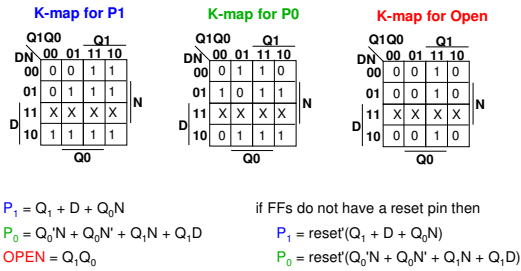 K-map for P1 K-map for P0 K-map for Open
Q1Q0 Q1 Q1Q0 Q1 Q1Q0 Q1
DN 00 01 11 10 DN 00 01 11 10 DN 00 01 11 10
00 0 0 1 1 00 0 1 1 0 00 0 0 1 0
01 0 1 1 1 N 01 1 0 1 1 N 01 0 0 1 0 N
D 11 X X X X D 11 X X X X D 11 X X X X
10 1 1 1 1 10 0 1 1 1 10 0 0 1 0
Q0 Q0 Q0
P₁ = Q₁ + D + Q₀N if FFs do not have a reset pin then
P₀ = Q₀'N + Q₀N' + Q₁N + Q₁D P₁ = reset'(Q₁ + D + Q₀N)
OPEN = Q₁Q₀ P₀ = reset'(Q₀'N + Q₀N' + Q₁N + Q₁D)